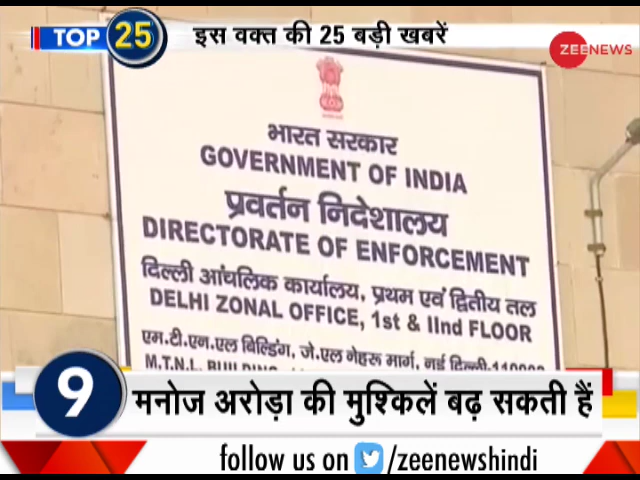 TOP 25
इस वक्त की 25 बड़ी खबरें
ZEENEWS
भारत सरकार
GOVERNMENT OF INDIA
प्रवर्तन निदेशालय
DIRECTORATE OF ENFORCEMENT
दिल्ली आंचलिक कार्यालय, प्रथम एवं द्वितीय तल
DELHI ZONAL OFFICE, 1st & IInd FLOOR
एम.टी.एन.एल बिल्डिंग, जे.एल नेहरू मार्ग, नई दिल्ली-110002
M.T.N.L. BUILDING
9 मनोज अरोड़ा की मुश्किलें बढ़ सकती हैं
follow us on /zeenewshindi